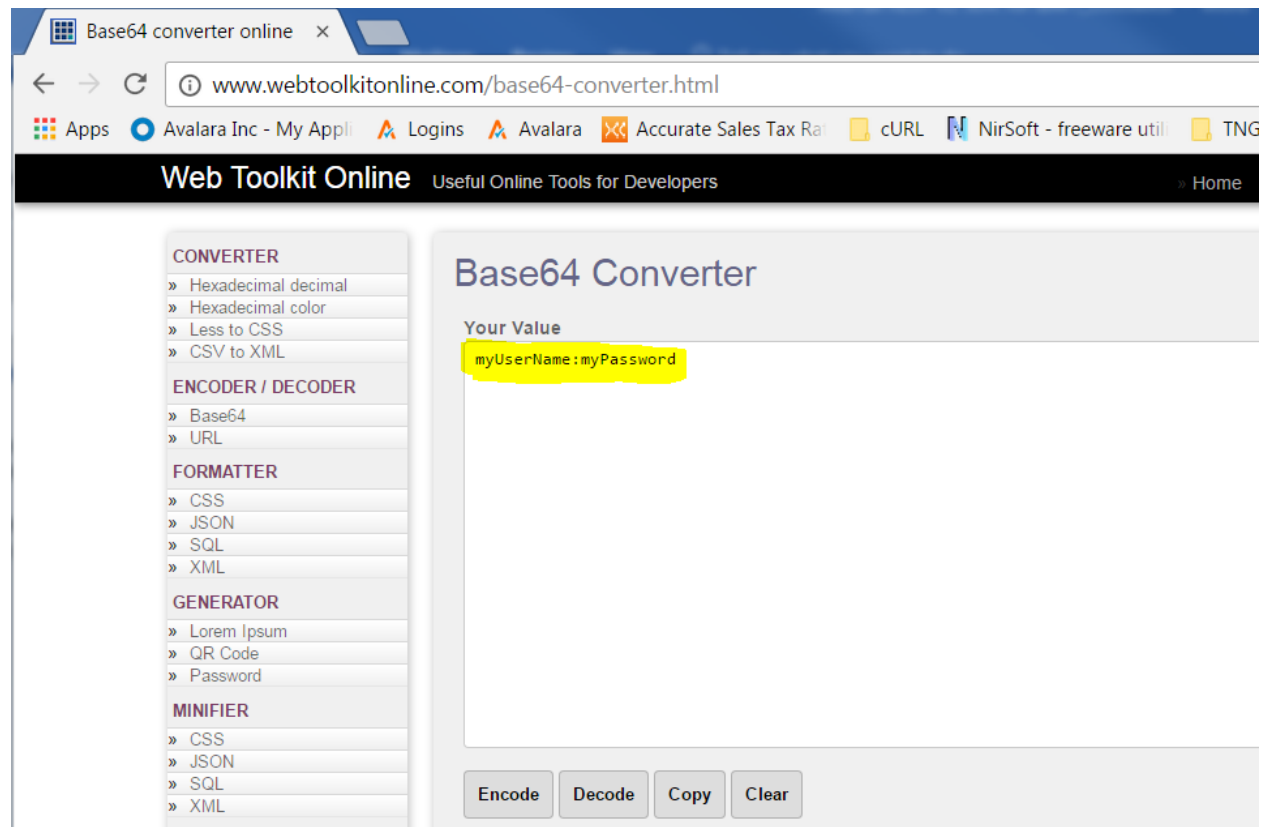 Base64 converter online ×
www.webtoolkitonline.com/base64-converter.html
Apps Avalara Inc - My Appli Logins Avalara Accurate Sales Tax Rat cURL NirSoft - freeware utili TNG
Web Toolkit Online Useful Online Tools for Developers » Home
CONVERTER
» Hexadecimal decimal
» Hexadecimal color
» Less to CSS
» CSV to XML
ENCODER / DECODER
» Base64
» URL
FORMATTER
» CSS
» JSON
» SQL
» XML
GENERATOR
» Lorem Ipsum
» QR Code
» Password
MINIFIER
» CSS
» JSON
» SQL
» XML
Base64 Converter
Your Value
myUserName:myPassword
Encode Decode Copy Clear